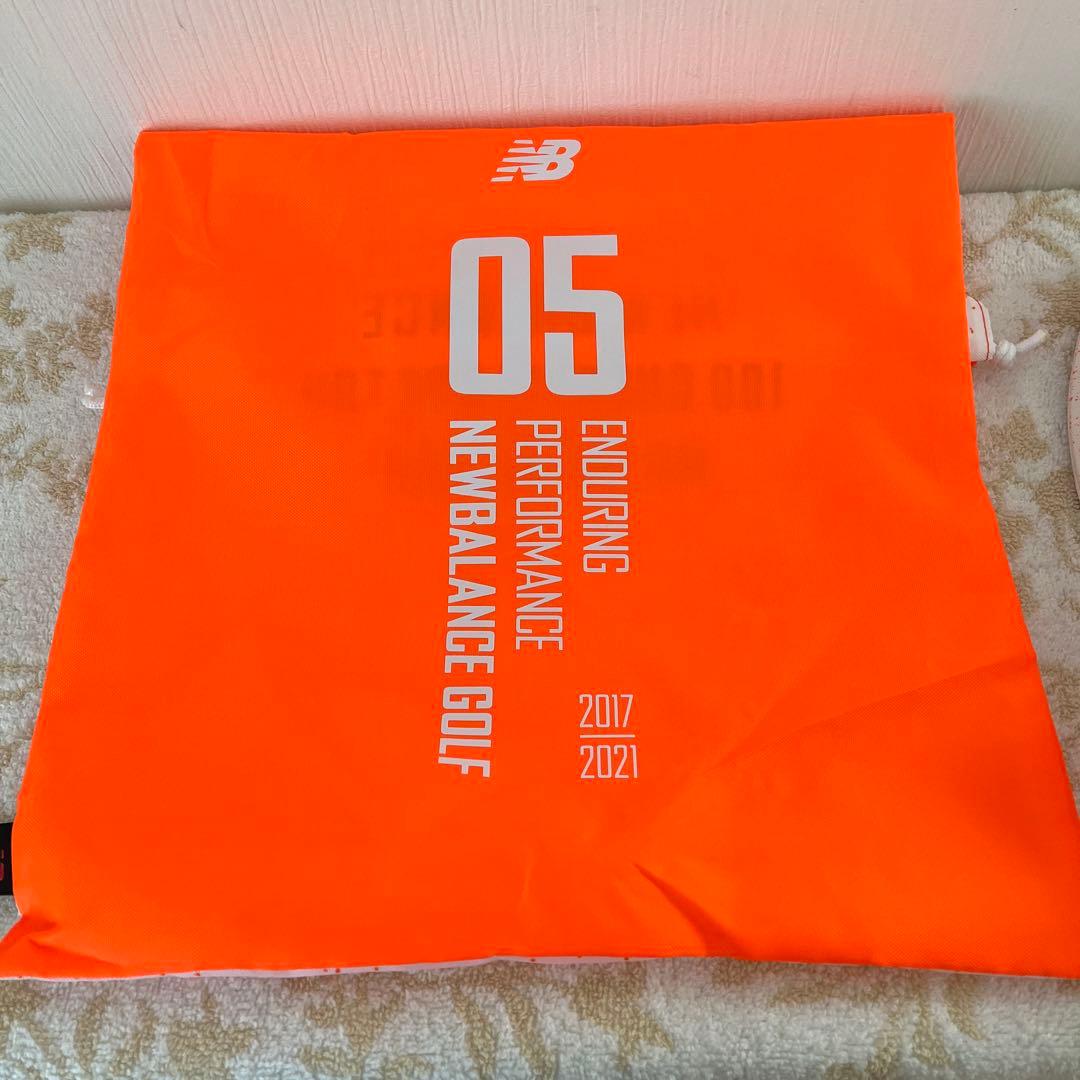 NB
05
ENDURING
PERFORMANCE
NEWBALANCE GOLF
2017
2021